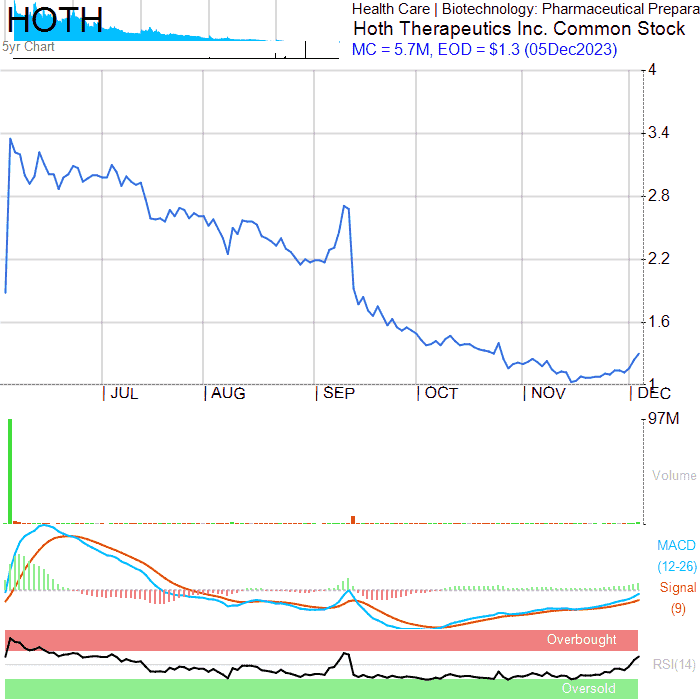 HOTH
5yr Chart
Health Care | Biotechnology: Pharmaceutical Prepara
Hoth Therapeutics Inc. Common Stock
MC = 5.7M, EOD = $1.3 (05Dec2023)
4
3.4
2.8
2.2
1.6
1
JUL AUG SEP OCT NOV DEC
97M
Volume
MACD
(12-26)
Signal
(9)
Overbought
RSI(14)
Oversold